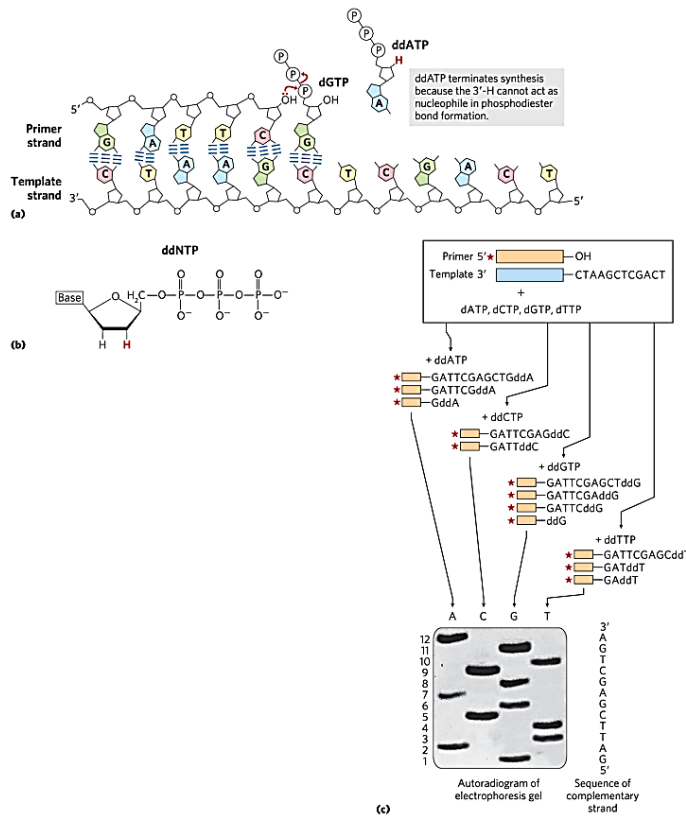 P
P
P
ddATP
H
A
P
P
P
dGTP
OH
OH
ddATP terminates synthesis
because the 3′-H cannot act as
nucleophile in phosphodiester
bond formation.
5′
Primer
strand
G A T T C G
Template
strand
C T A A G C T C G A C T
3′
5′
(a)
ddNTP
Base
O
H₂C—O—P—O—P—O—P—O⁻
O O O
O⁻ O⁻ O⁻
H H
(b)
Primer 5′★ —OH
Template 3′ —CTAAGCTCGACT
+
dATP, dCTP, dGTP, dTTP
+ ddATP
★ —GATTCGAGCTGddA
★ —GATTCGddA
★ —GddA
+ ddCTP
★ —GATTCGAGddC
★ —GATTddC
+ ddGTP
★ —GATTCGAGCTddG
★ —GATTCGAddG
★ —GATTCddG
★ —ddG
+ ddTTP
★ —GATTCGAGCddT
★ —GATddT
★ —GAddT
A C G T
12
11
10
9
8
7
6
5
4
3
2
1
3′
A
G
T
C
G
A
G
C
T
T
A
G
5′
Autoradiogram of
electrophoresis gel
Sequence of
complementary
strand
(c)